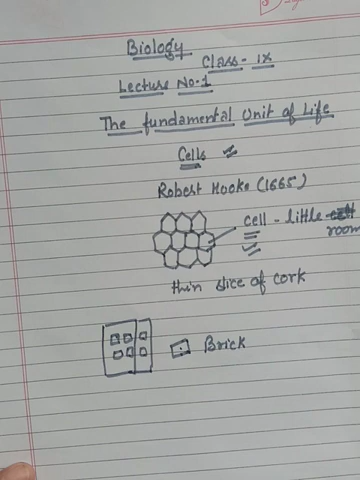 Biology
Class - IX
Lecture No.1
The fundamental Unit of Life
Cells
Robert Hooke (1665)
cell - little
room
thin slice of cork
Brick